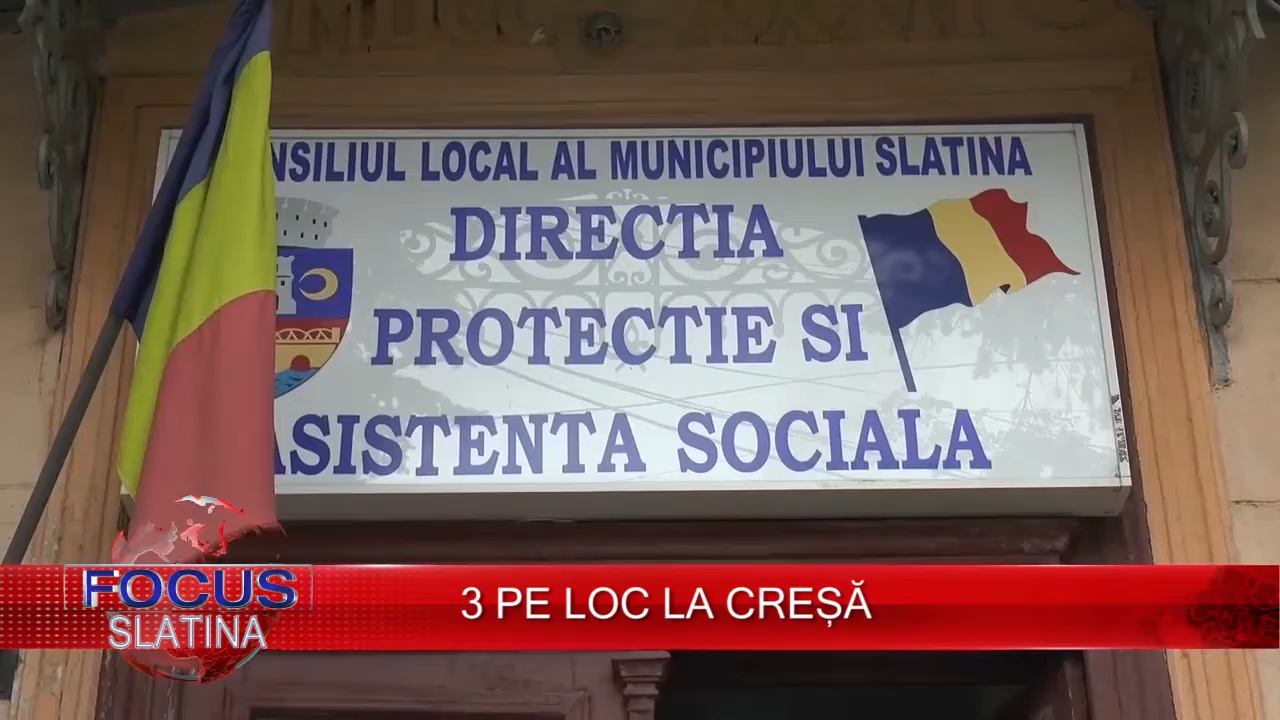 NSILIUL LOCAL AL MUNICIPIULUI SLATINA
DIRECTIA
PROTECTIE SI
ASISTENTA SOCIALA
FOCUS
SLATINA
3 PE LOC LA CREȘĂ